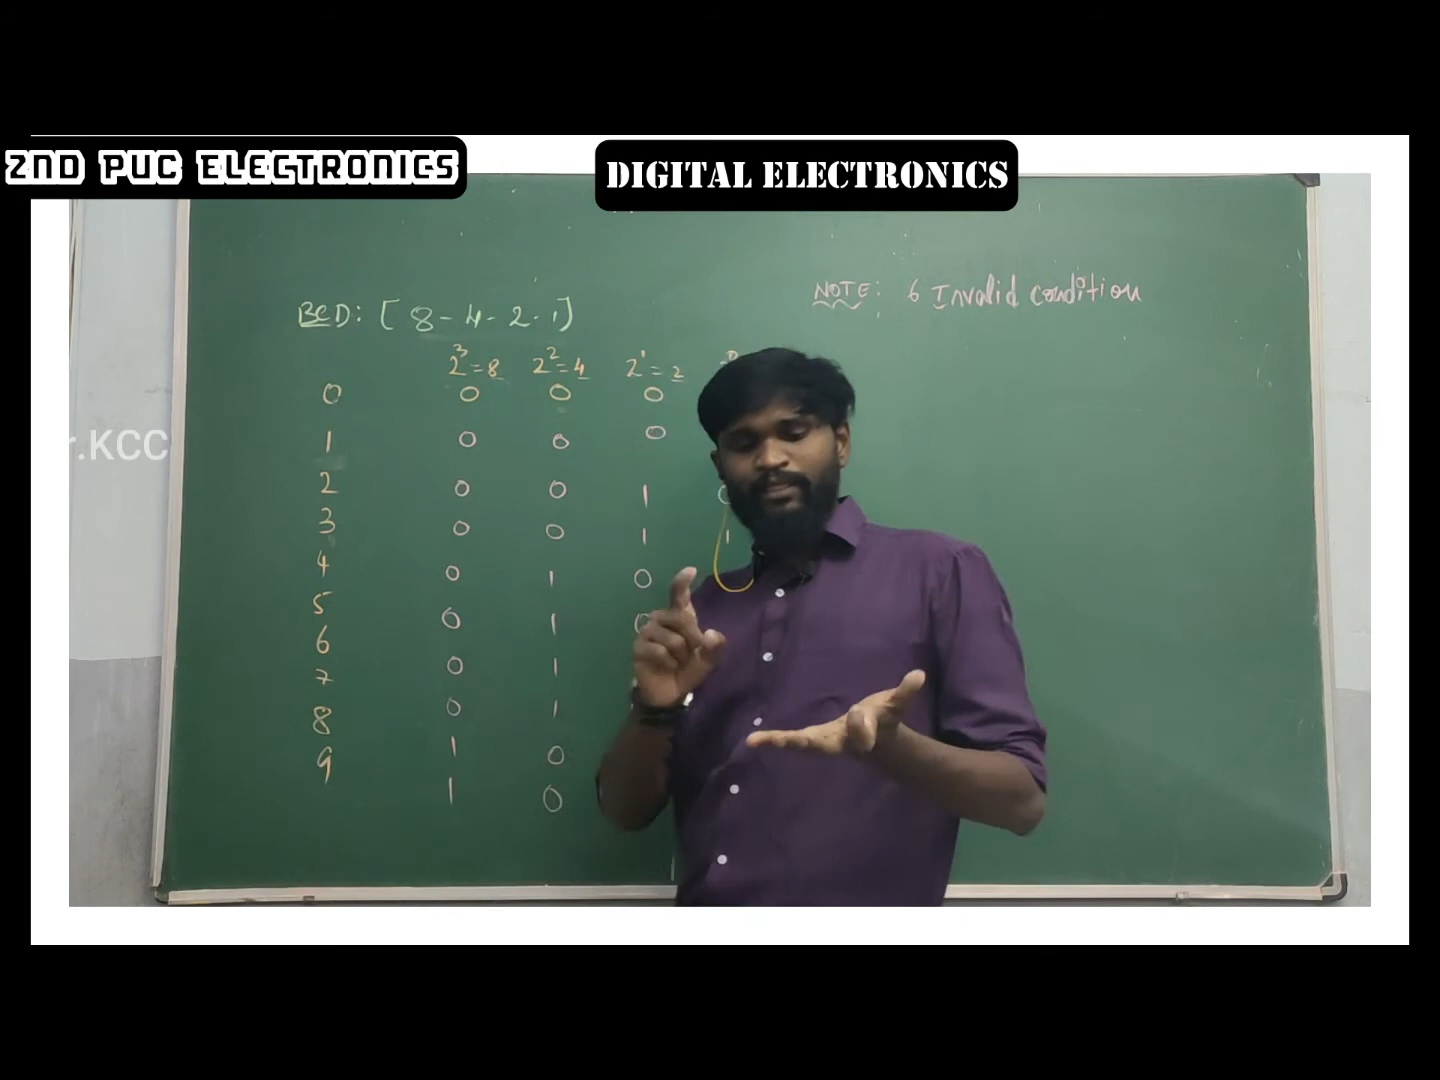 2ND PUC ELECTRONICS
DIGITAL ELECTRONICS
NOTE: 6 Invalid condition
BCD: [8-4-2-1]
2³=8 2²=4 2¹=2
0 0 0 0
1 0 0 0
2 0 0 1 0
3 0 0 1 1
4 0 1 0
5 0 1 0
6 0 1
7 0 1
8 1 0
9 1 0
.KCC